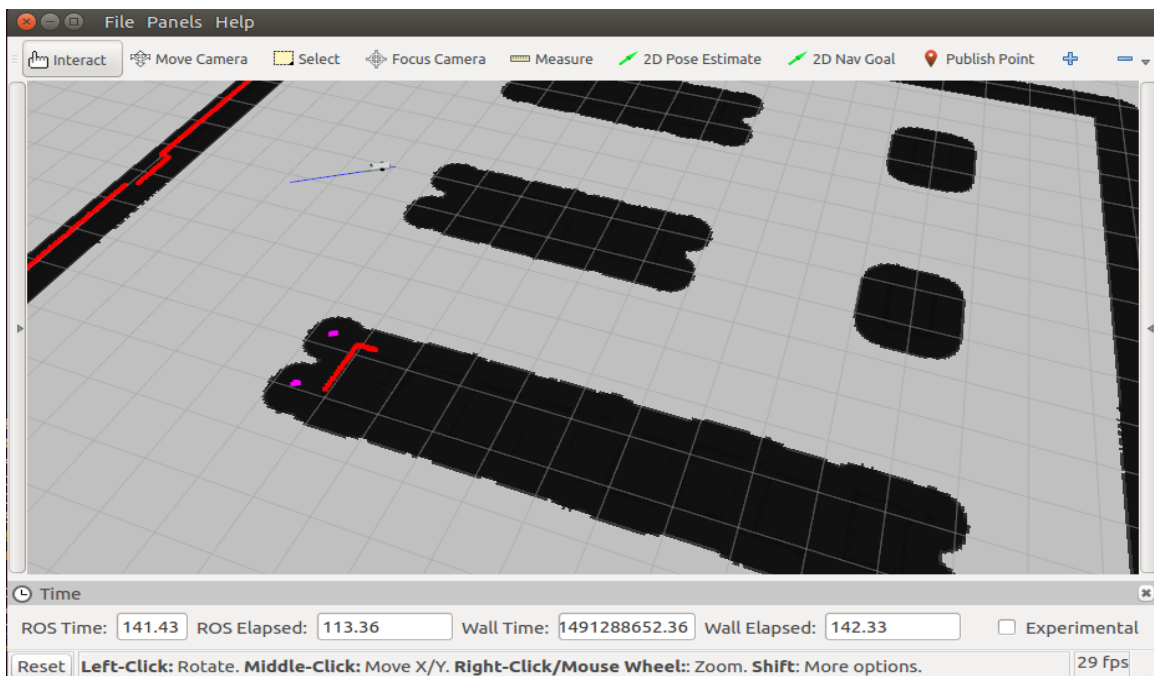 File Panels Help
Interact Move Camera Select Focus Camera Measure 2D Pose Estimate 2D Nav Goal Publish Point
Time
ROS Time: 141.43 ROS Elapsed: 113.36 Wall Time: 1491288652.36 Wall Elapsed: 142.33 Experimental
Reset Left-Click: Rotate. Middle-Click: Move X/Y. Right-Click/Mouse Wheel:: Zoom. Shift: More options. 29 fps